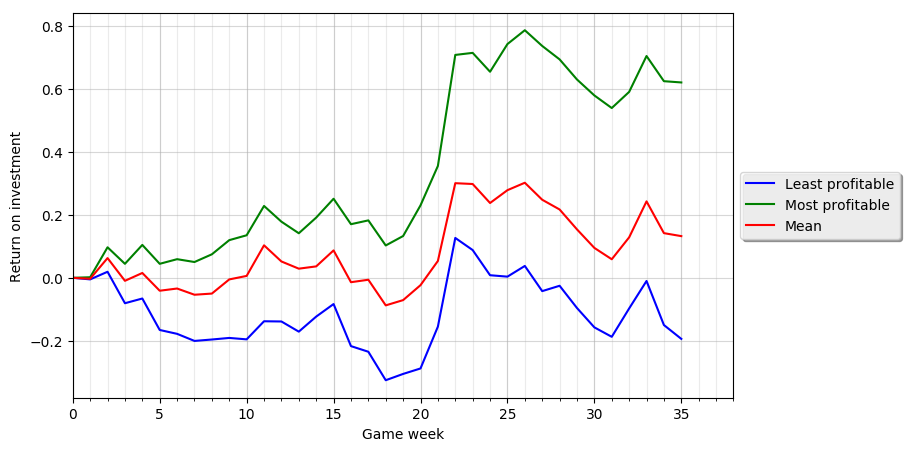 0.8
0.6
0.4
0.2
0.0
−0.2
Return on investment
0 5 10 15 20 25 30 35
Game week
Least profitable
Most profitable
Mean